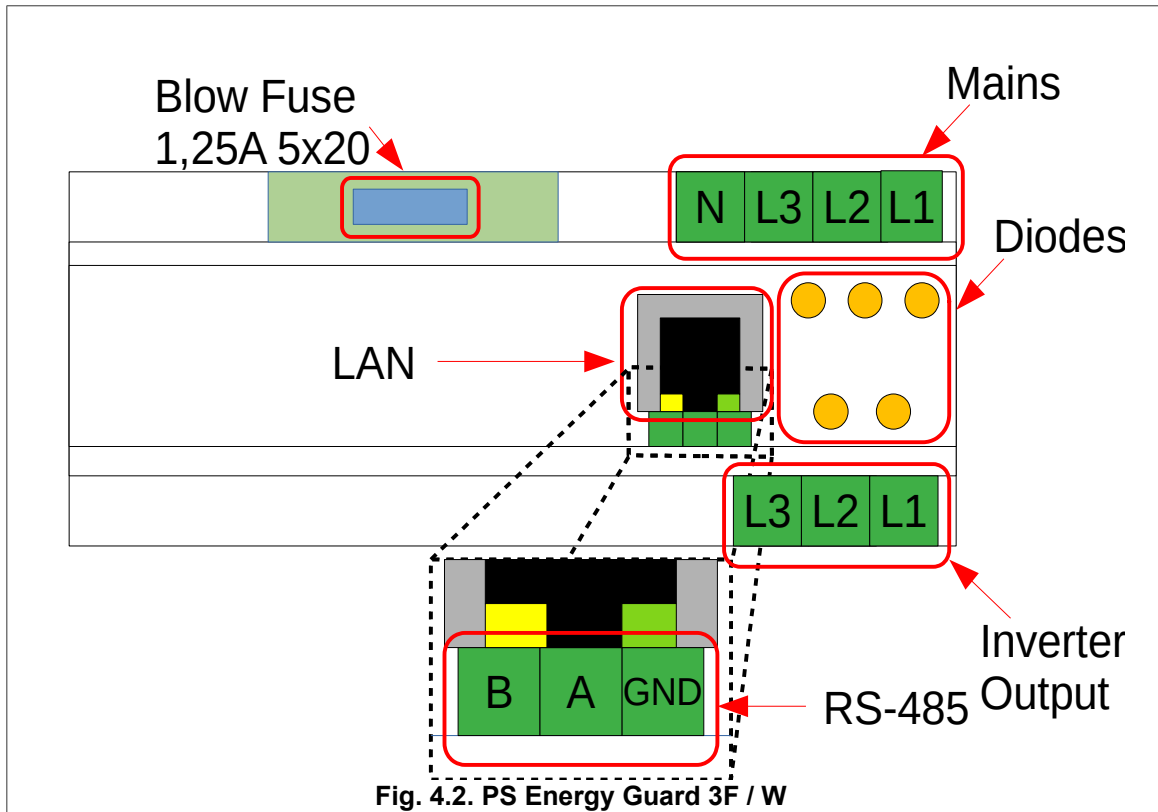 Blow Fuse
1,25A 5x20
Mains
N L3 L2 L1
Diodes
LAN
L3 L2 L1
Inverter
Output
B A GND
RS-485
Fig. 4.2. PS Energy Guard 3F / W